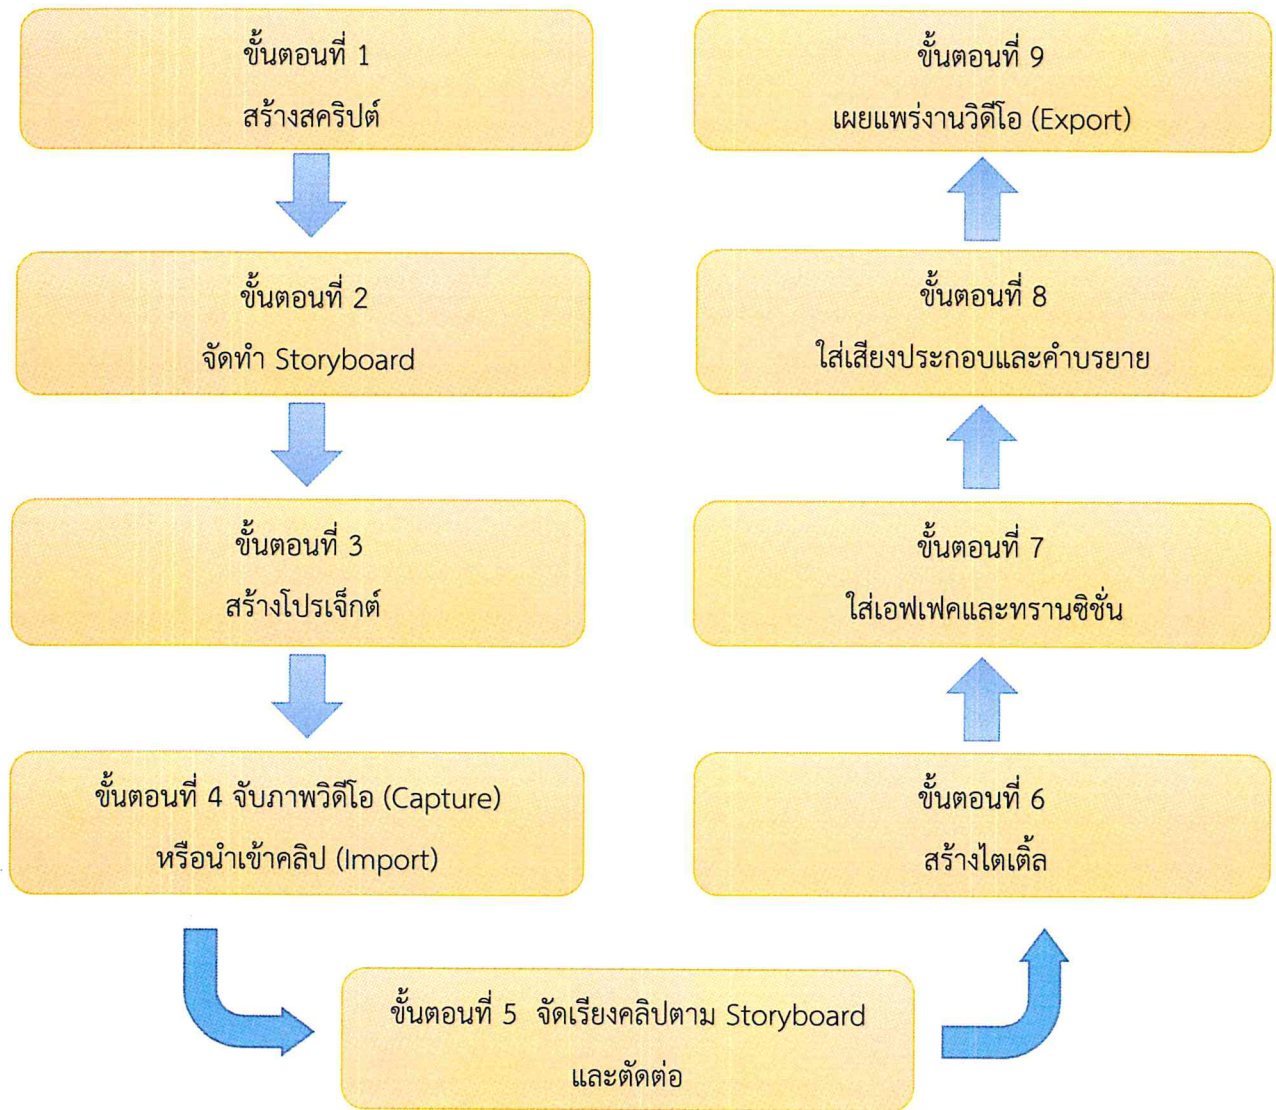 ขั้นตอนที่ 1
สร้างสคริปต์
ขั้นตอนที่ 2
จัดทำ Storyboard
ขั้นตอนที่ 3
สร้างโปรเจ็กต์
ขั้นตอนที่ 4 จับภาพวิดีโอ (Capture)
หรือนำเข้าคลิป (Import)
ขั้นตอนที่ 5 จัดเรียงคลิปตาม Storyboard
และตัดต่อ
ขั้นตอนที่ 6
สร้างไตเติ้ล
ขั้นตอนที่ 7
ใส่เอฟเฟคและทรานซิชั่น
ขั้นตอนที่ 8
ใส่เสียงประกอบและคำบรยาย
ขั้นตอนที่ 9
เผยแพร่งานวิดีโอ (Export)